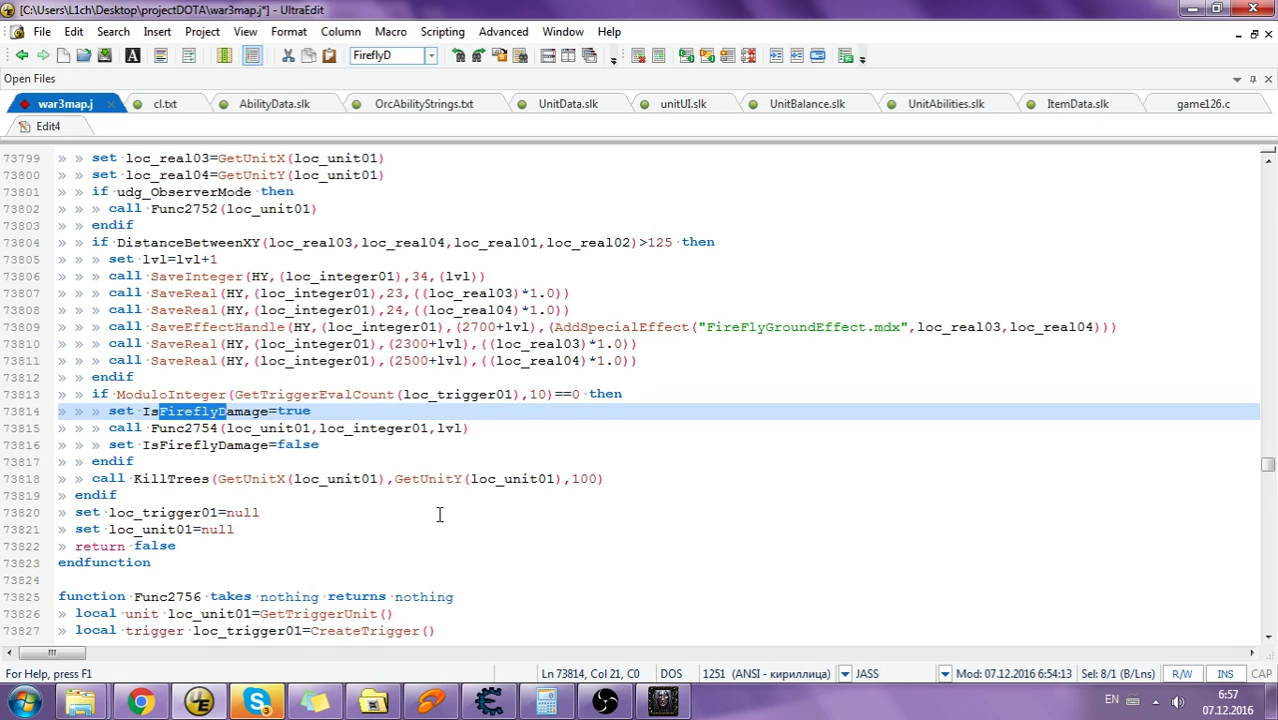 [C:\Users\L1ch\Desktop\projectDOTA\war3map.j*] - UltraEdit
File Edit Search Insert Project View Format Column Macro Scripting Advanced Window Help
FireflyD
Open Files
war3map.j cl.txt AbilityData.slk OrcAbilityStrings.txt UnitData.slk unitUI.slk UnitBalance.slk UnitAbilities.slk ItemData.slk game126.c
Edit4
73799 » » set·loc_real03=GetUnitX(loc_unit01)
73800 » » set·loc_real04=GetUnitY(loc_unit01)
73801 » » if·udg_ObserverMode·then
73802 » » » call·Func2752(loc_unit01)
73803 » » endif
73804 » » if·DistanceBetweenXY(loc_real03,loc_real04,loc_real01,loc_real02)>125·then
73805 » » » set·lvl=lvl+1
73806 » » » call·SaveInteger(HY,(loc_integer01),34,(lvl))
73807 » » » call·SaveReal(HY,(loc_integer01),23,((loc_real03)*1.0))
73808 » » » call·SaveReal(HY,(loc_integer01),24,((loc_real04)*1.0))
73809 » » » call·SaveEffectHandle(HY,(loc_integer01),(2700+lvl),(AddSpecialEffect("FireFlyGroundEffect.mdx",loc_real03,loc_real04)))
73810 » » » call·SaveReal(HY,(loc_integer01),(2300+lvl),((loc_real03)*1.0))
73811 » » » call·SaveReal(HY,(loc_integer01),(2500+lvl),((loc_real04)*1.0))
73812 » » endif
73813 » » if·ModuloInteger(GetTriggerEvalCount(loc_trigger01),10)==0·then
73814 » » » set·IsFireflyDamage=true
73815 » » » call·Func2754(loc_unit01,loc_integer01,lvl)
73816 » » » set·IsFireflyDamage=false
73817 » » endif
73818 » » call·KillTrees(GetUnitX(loc_unit01),GetUnitY(loc_unit01),100)
73819 » endif
73820 » set·loc_trigger01=null
73821 » set·loc_unit01=null
73822 » return·false
73823 endfunction
73824
73825 function·Func2756·takes·nothing·returns·nothing
73826 » local·unit·loc_unit01=GetTriggerUnit()
73827 » local·trigger·loc_trigger01=CreateTrigger()
For Help, press F1 Ln 73814, Col 21, C0 DOS 1251 (ANSI - кириллица) JASS Mod: 07.12.2016 6:54:13 Sel: 8/1 (B/Lns) R/W INS CAP
EN 6:57
07.12.2016